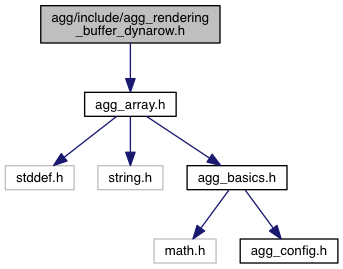 agg/include/agg_rendering
_buffer_dynarow.h
agg_array.h
stddef.h
string.h
agg_basics.h
math.h
agg_config.h